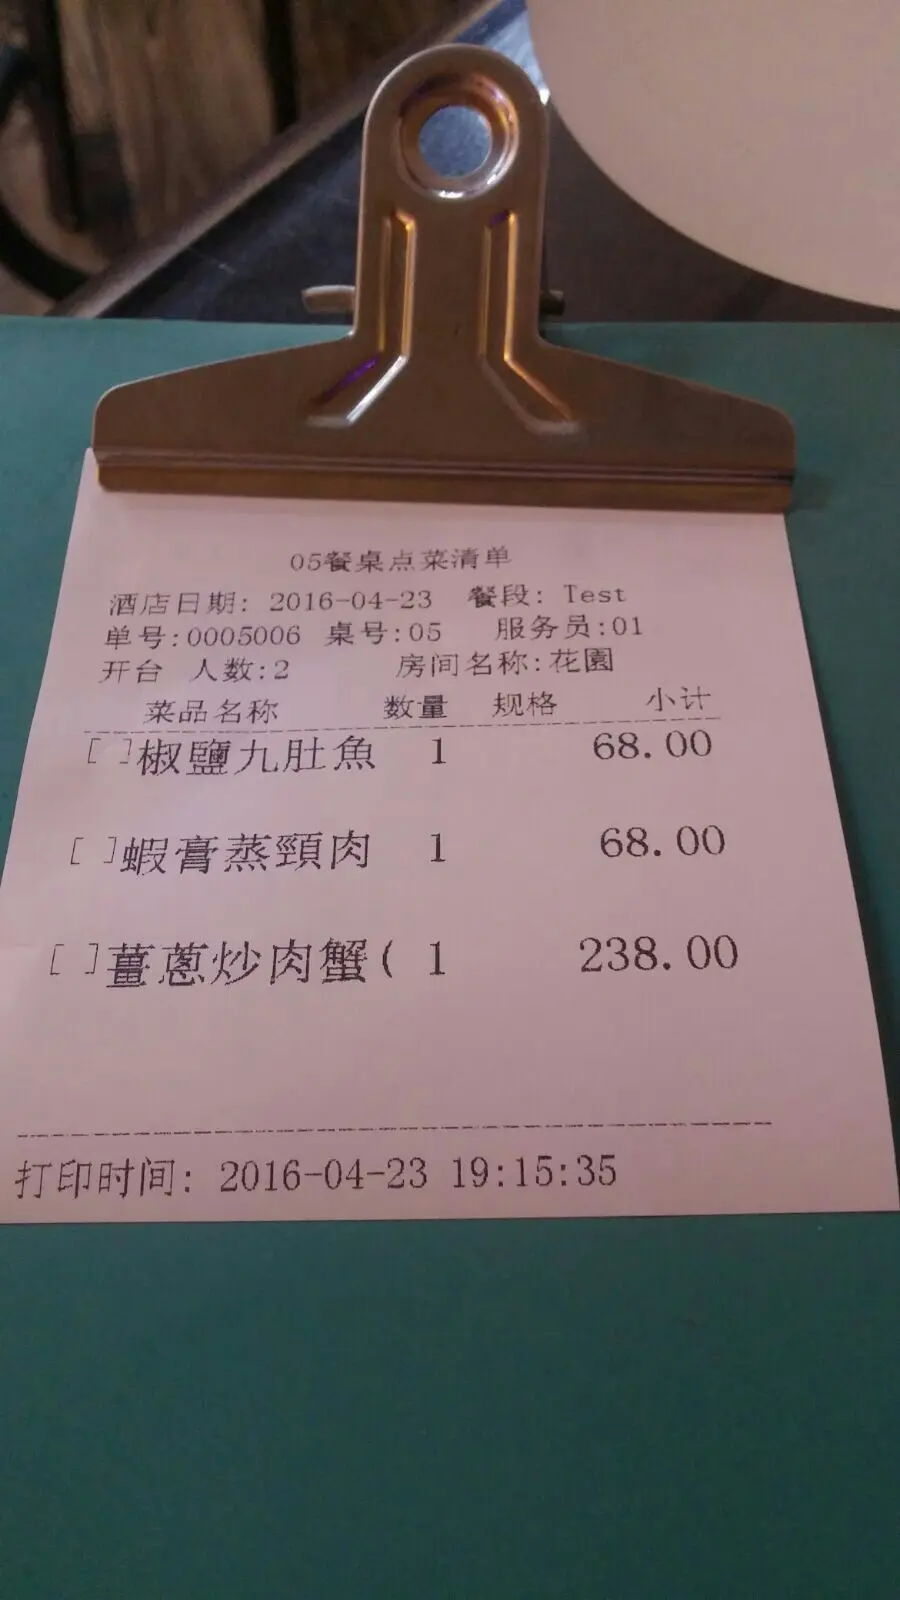 05餐桌点菜清单
酒店日期: 2016-04-23 餐段: Test
单号:0005006 桌号:05 服务员:01
开台 人数:2 房间名称:花園
菜品名称 数量 规格 小计
[ ]椒鹽九肚魚 1 68.00
[ ]蝦膏蒸頸肉 1 68.00
[ ]薑蔥炒肉蟹( 1 238.00
打印时间: 2016-04-23 19:15:35